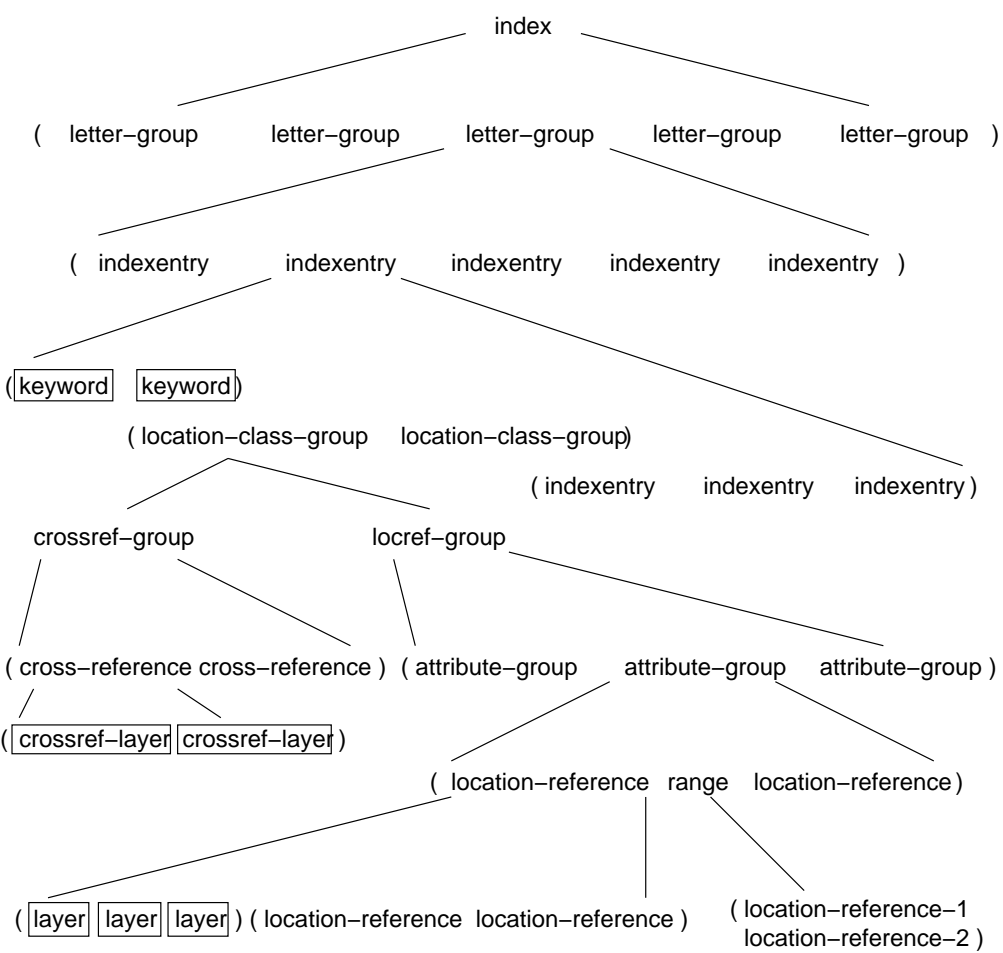 index
( letter−group letter−group letter−group letter−group letter−group )
( indexentry indexentry indexentry indexentry indexentry )
( keyword keyword )
( location−class−group location−class−group )
( indexentry indexentry indexentry )
crossref−group locref−group
( cross−reference cross−reference ) ( attribute−group attribute−group attribute−group )
( crossref−layer crossref−layer )
( location−reference range location−reference )
( layer layer layer ) ( location−reference location−reference ) ( location−reference−1
location−reference−2 )